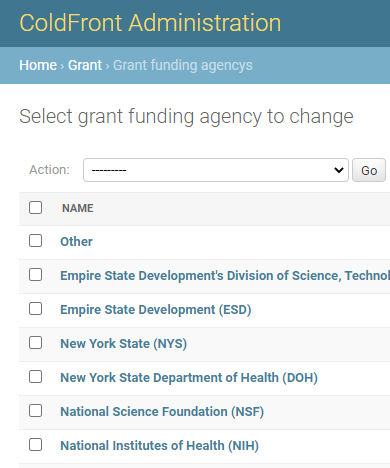 ColdFront Administration
Home › Grant › Grant funding agencys
Select grant funding agency to change
Action: --------- Go
NAME
Other
Empire State Development's Division of Science,
Empire State Development (ESD)
New York State (NYS)
New York State Department of Health (DOH)
National Science Foundation (NSF)
National Institutes of Health (NIH)